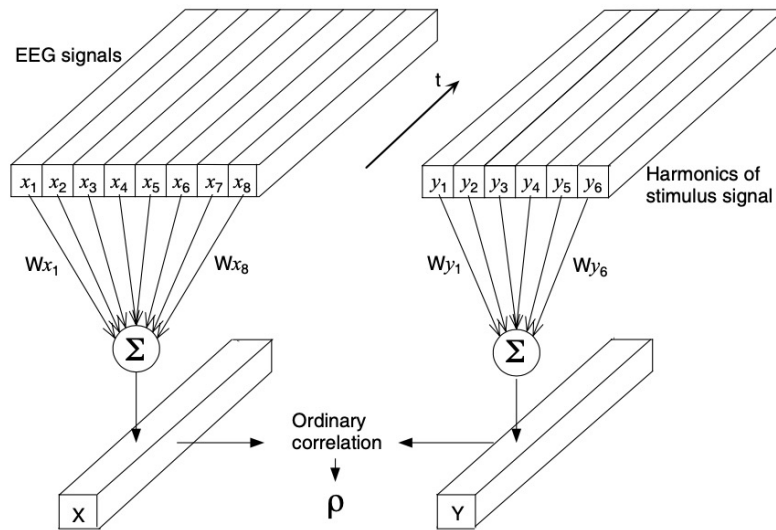 EEG signals
t
x₁ x₂ x₃ x₄ x₅ x₆ x₇ x₈
y₁ y₂ y₃ y₄ y₅ y₆
Harmonics of
stimulus signal
Wx₁
Wx₈
Wy₁
Wy₆
Σ
Σ
Ordinary
correlation
ρ
X
Y